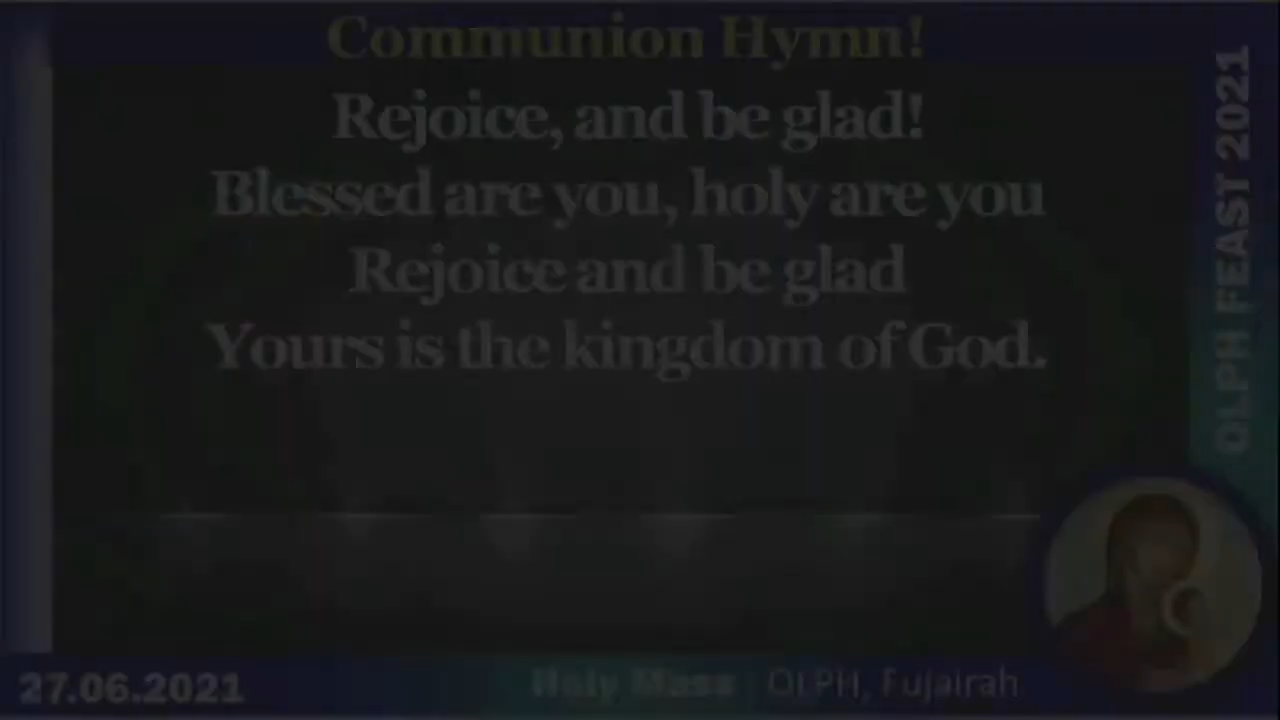 Communion Hymn!
Rejoice, and be glad!
Blessed are you, holy are you
Rejoice and be glad
Yours is the kingdom of God.
OLPH FEAST 2021
27.06.2021
Holy Mass OLPH, Fujairah